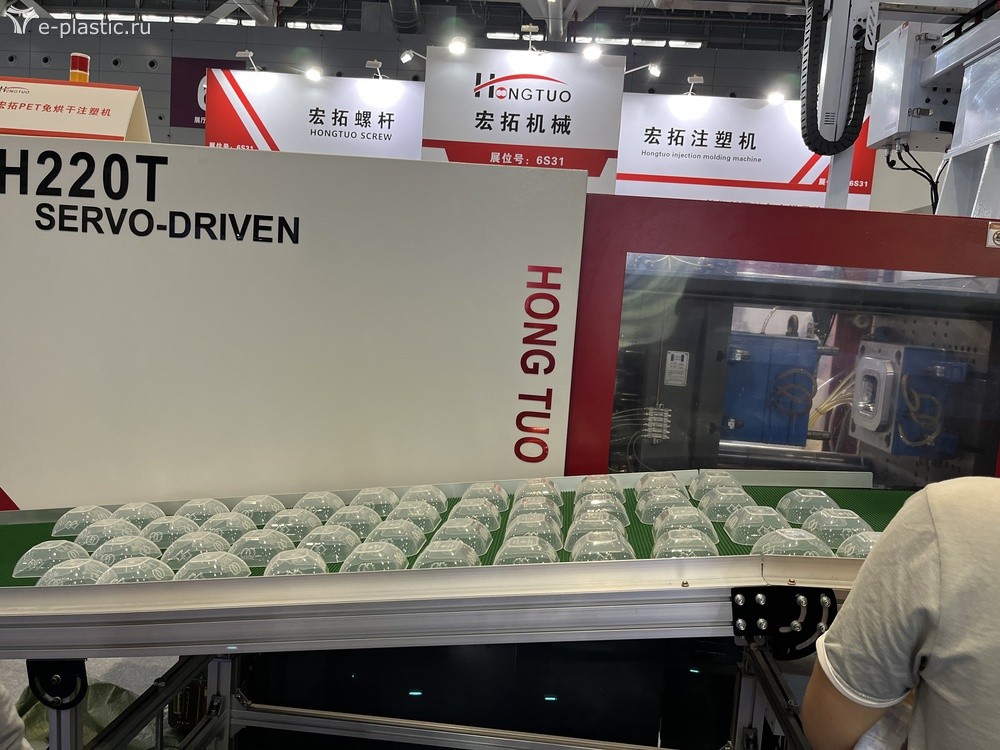 e-plastic.ru
HONGTUO
宏拓PET免烘干注塑机
宏拓螺杆
HONGTUO SCREW
HONGTUO
宏拓机械
展位号：6S31
宏拓注塑机
Hongtuo injection molding machine
6S31
H220T
SERVO-DRIVEN
HONG TUO